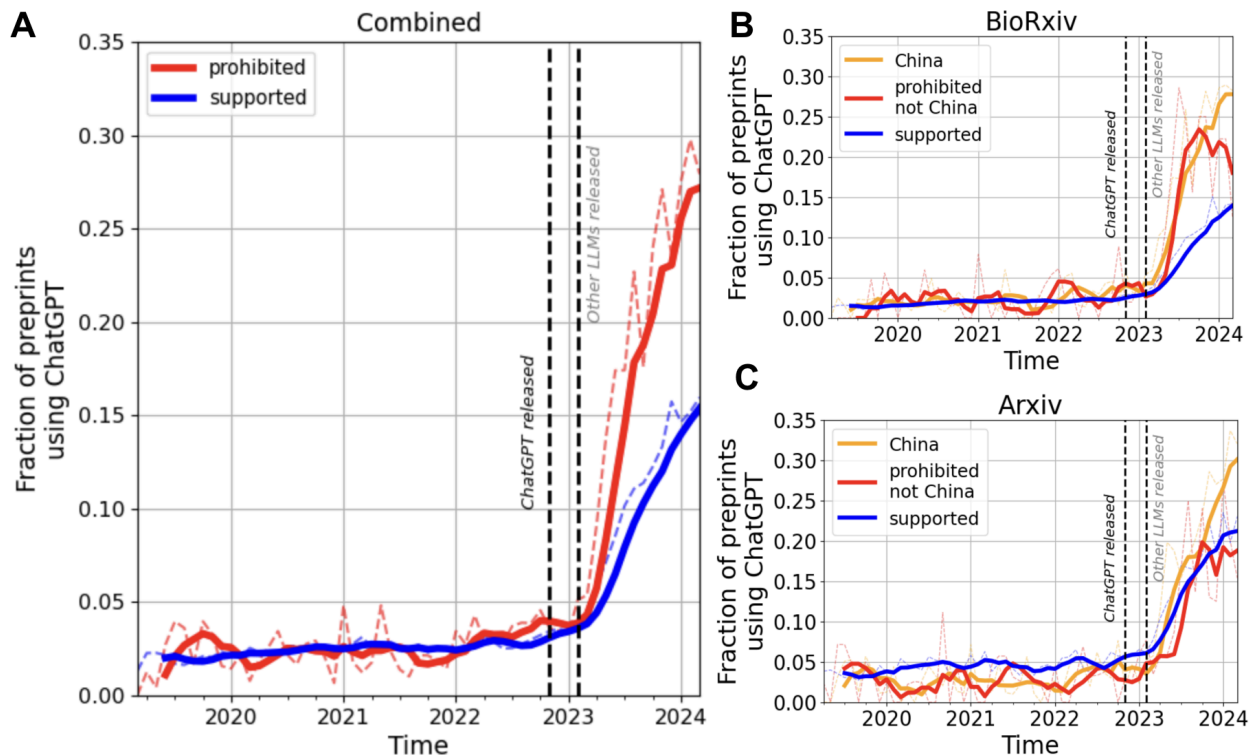 A
Combined
prohibited
supported
0.35
0.30
0.25
0.20
0.15
0.10
0.05
0.00
Fraction of preprints
using ChatGPT
ChatGPT released
Other LLMs released
2020
2021
2022
2023
2024
Time
B
BioRxiv
China
prohibited
not China
supported
0.35
0.30
0.25
0.20
0.15
0.10
0.05
0.00
Fraction of preprints
using ChatGPT
ChatGPT released
Other LLMs released
2020
2021
2022
2023
2024
Time
C
Arxiv
China
prohibited
not China
supported
0.35
0.30
0.25
0.20
0.15
0.10
0.05
0.00
Fraction of preprints
using ChatGPT
ChatGPT released
Other LLMs released
2020
2021
2022
2023
2024
Time